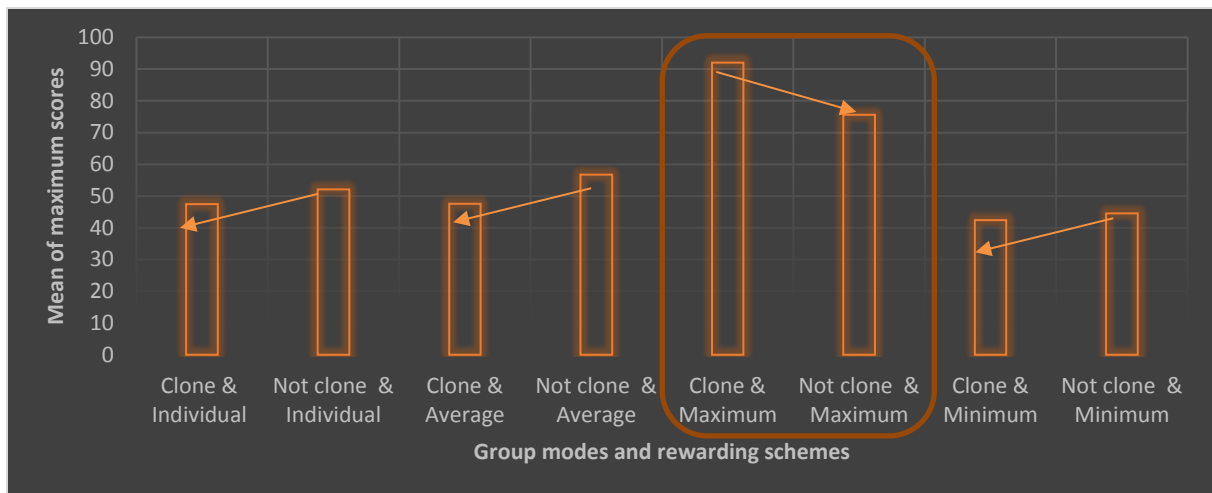 Mean of maximum scores
100
90
80
70
60
50
40
30
20
10
0
Clone &
Individual
Not clone &
Individual
Clone &
Average
Not clone &
Average
Clone &
Maximum
Not clone &
Maximum
Clone &
Minimum
Not clone &
Minimum
Group modes and rewarding schemes